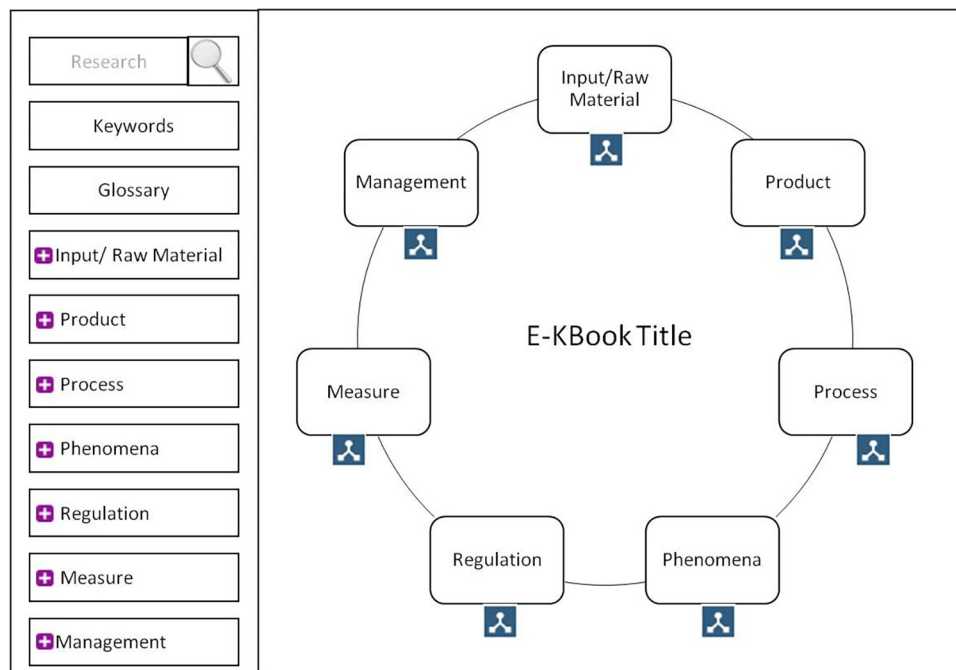 Research
Keywords
Glossary
Input/ Raw Material
Product
Process
Phenomena
Regulation
Measure
Management
Input/Raw
Material
Management
Product
E-KBook Title
Measure
Process
Regulation
Phenomena